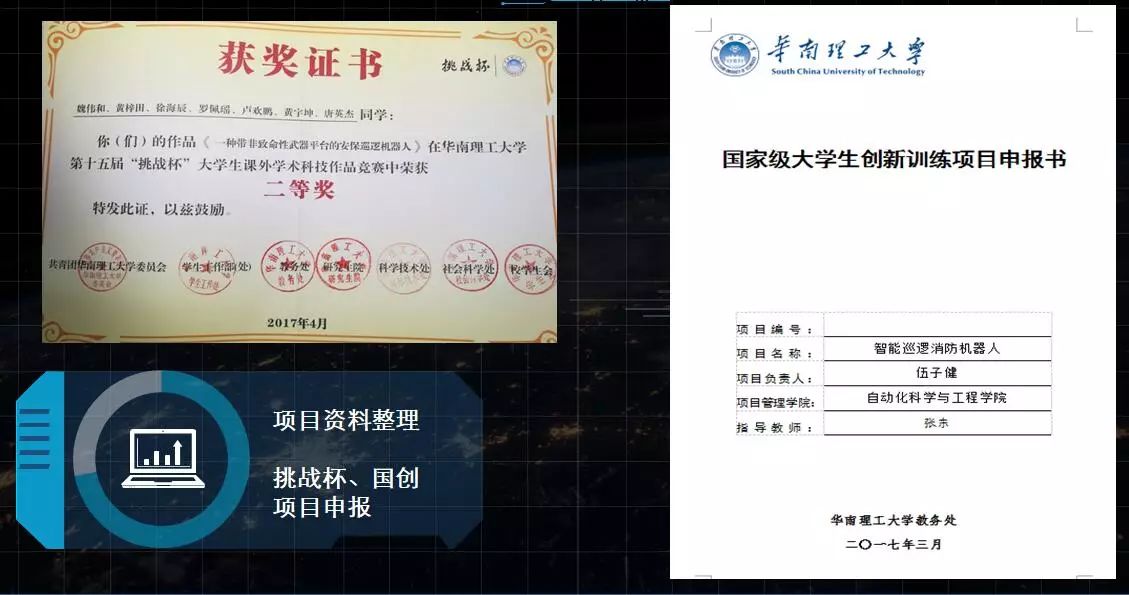 获奖证书
挑战杯
魏伟和、黄梓田、徐海辰、罗佩瑶、卢欢鹏、黄宇坤、唐英杰 同学：
你（们）的作品《一种带非致命性武器平台的安保巡逻机器人》在华南理工大学
第十五届“挑战杯”大学生课外学术科技作品竞赛中荣获
二等奖
特发此证，以兹鼓励。
共青团华南理工大学委员会 学生工作部(处) 教务处 研究生院 科学技术处 社会科学处 校学生会
2017年4月
项目资料整理
挑战杯、国创
项目申报
华南理工大学
South China University of Technology
国家级大学生创新训练项目申报书
项目编号：
项目名称： 智能巡逻消防机器人
项目负责人： 伍子健
项目管理学院： 自动化科学与工程学院
指导教师： 张东
华南理工大学教务处
二〇一七年三月